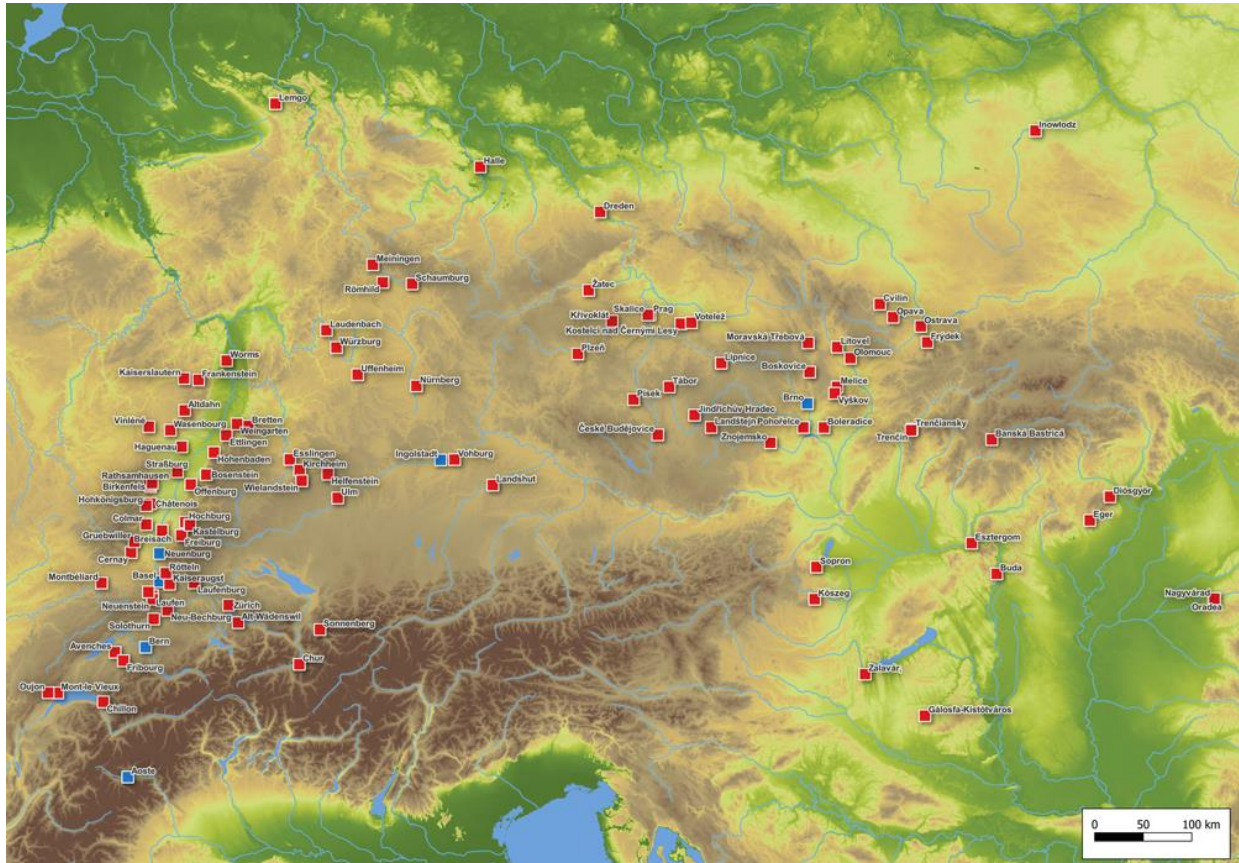 Lemgo
Inowłodz
Halle
Dreden
Meiningen
Römhild
Schaumburg
Žatec
Cvilin
Skalice
Prag
Opava
Křivoklát
Votelež
Ostrava
Kostelci nad Černými Lesy
Laudenbach
Frýdek
Moravská Třebová
Litovel
Würzburg
Plzeň
Olomouc
Worms
Lipnice
Boskovice
Kaiserslautern
Frankenstein
Uffenheim
Nürnberg
Tábor
Melice
Písek
Brno
Vyškov
Altdahn
Jindřichův Hradec
Vinléné
Wasenbourg
Bretten
Weingarten
Landštejn
Pohořelce
Boleradice
Trenčiansky
Trenčín
České Budějovice
Znojemsko
Ettlingen
Banská Bastricá
Haguenau
Hohenbaden
Esslingen
Ingolstadt
Vohburg
Straßburg
Kirchheim
Rathsamhausen
Bosenstein
Helfenstein
Birkenfels
Wielandstein
Landshut
Offenburg
Ulm
Diósgyör
Hohkönigsburg
Châtenois
Colmar
Hochburg
Eger
Gruebwiller
Breisach
Kastelburg
Freiburg
Esztergom
Cernay
Neuenburg
Sopron
Buda
Rötteln
Basel
Kaiseraugst
Montbéliard
Laufenburg
Nagyvárad
Oradea
Neuenstein
Laufen
Zürich
Kőszeg
Neu-Bechburg
Alt-Wädenswil
Solothurn
Sonnenberg
Bern
Avenches
Fribourg
Chur
Zalavár,
Oujon
Mont-le-Vieux
Chillon
Gálosfa-Kistótváros
Aoste
0 50 100 km